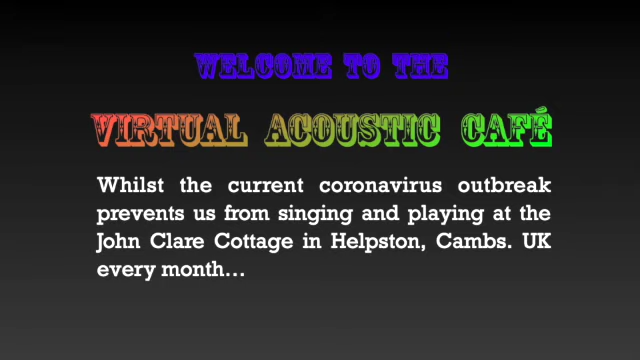 WELCOME TO THE
VIRTUAL ACOUSTIC CAFÉ
Whilst the current coronavirus outbreak
prevents us from singing and playing at the
John Clare Cottage in Helpston, Cambs. UK
every month…